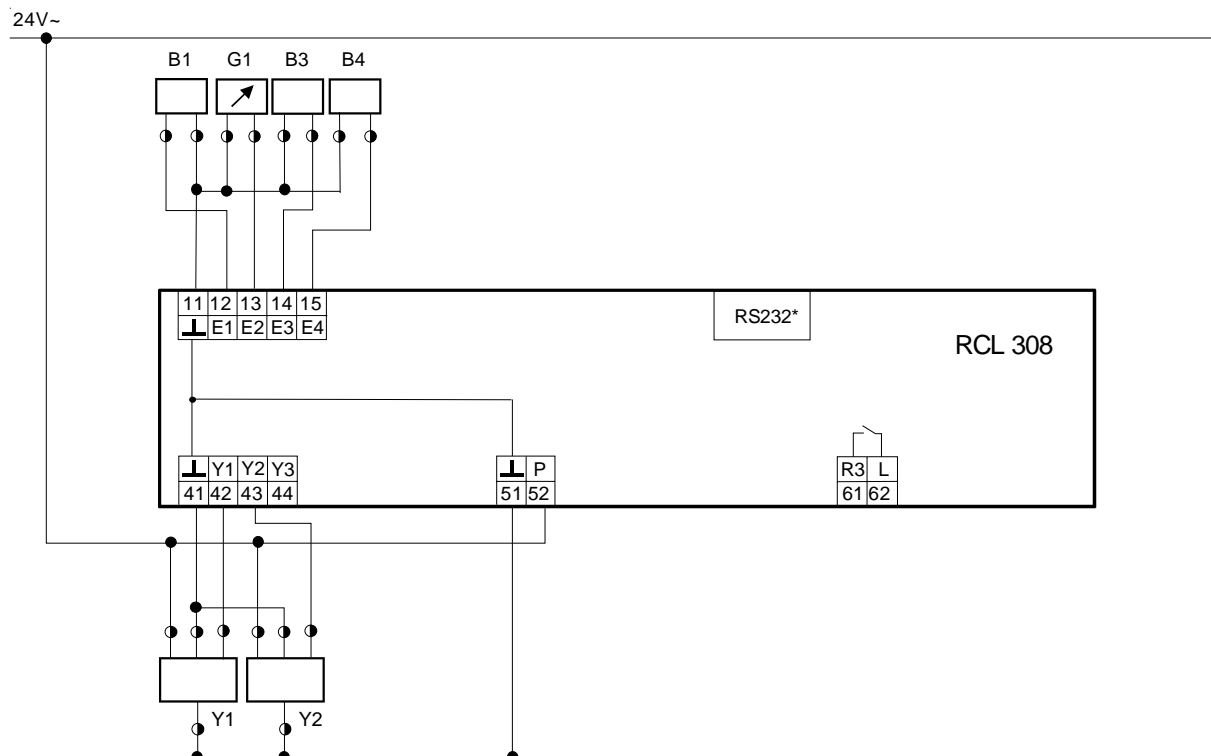 24V~
B1 G1 B3 B4
11 12 13 14 15
E1 E2 E3 E4
RS232*
RCL 308
Y1 Y2 Y3
41 42 43 44
P
51 52
R3 L
61 62
Y1 Y2